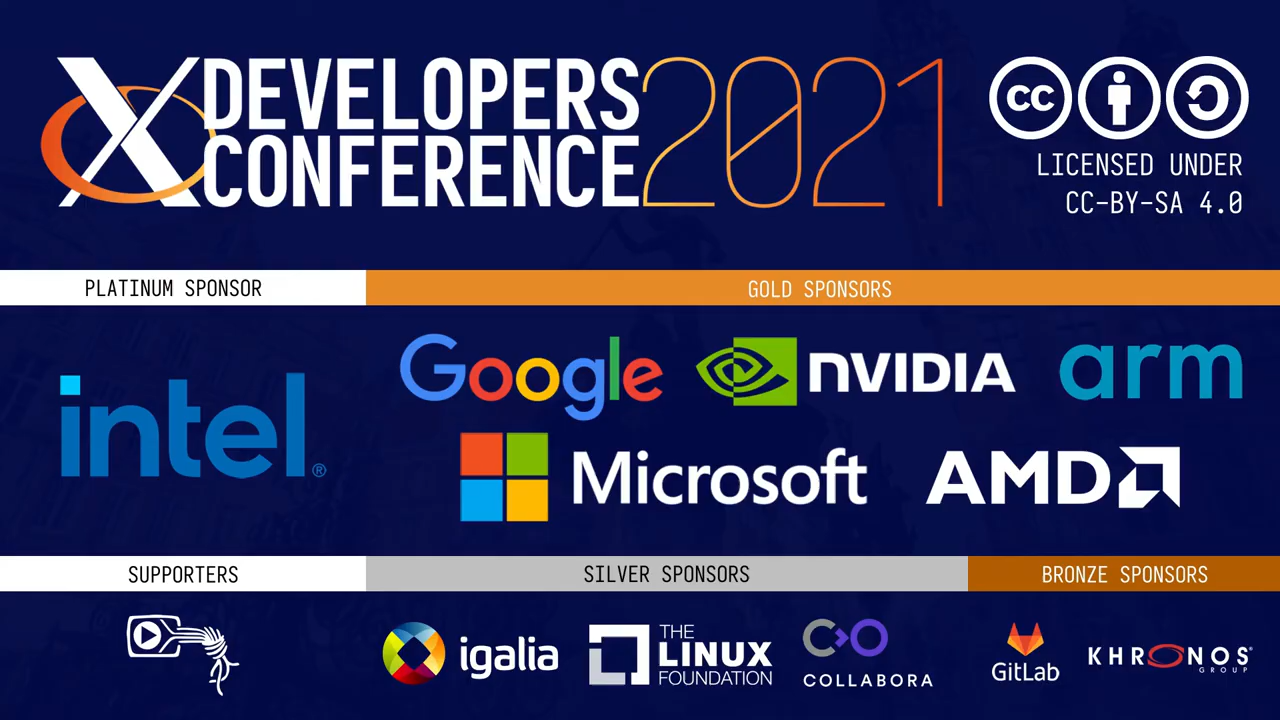 X DEVELOPERS CONFERENCE 2021
CC
LICENSED UNDER
CC-BY-SA 4.0
PLATINUM SPONSOR
GOLD SPONSORS
intel®
Google
NVIDIA
arm
Microsoft
AMD
SUPPORTERS
SILVER SPONSORS
BRONZE SPONSORS
igalia
THE
LINUX
FOUNDATION
COLLABORA
GitLab
KHRONOS®
GROUP